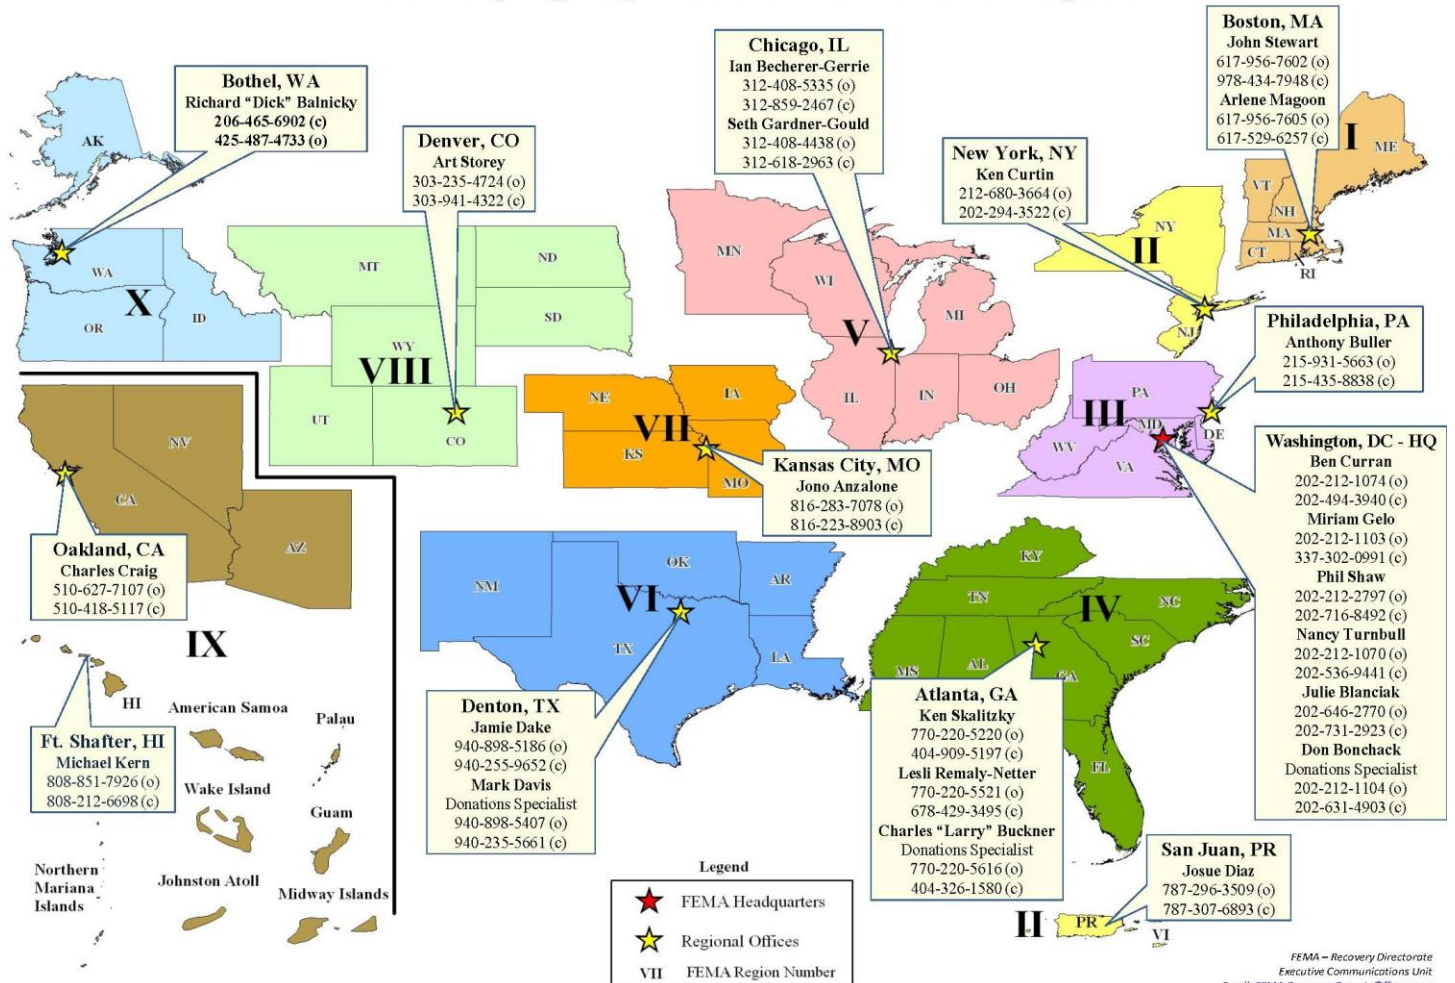 Bothel, WA
Richard “Dick” Balnicky
206-465-6902 (c)
425-487-4733 (o)
Denver, CO
Art Storey
303-235-4724 (o)
303-941-4322 (c)
Chicago, IL
Ian Becherer-Gerrie
312-408-5335 (o)
312-859-2467 (c)
Seth Gardner-Gould
312-408-4438 (o)
312-618-2963 (c)
New York, NY
Ken Curtin
212-680-3664 (o)
202-294-3522 (c)
Boston, MA
John Stewart
617-956-7602 (o)
978-434-7948 (c)
Arlene Magoon
617-956-7605 (o)
617-529-6257 (c)
Philadelphia, PA
Anthony Buller
215-931-5663 (o)
215-435-8838 (c)
Washington, DC - HQ
Ben Curran
202-212-1074 (o)
202-494-3940 (c)
Miriam Gelo
202-212-1103 (o)
337-302-0991 (c)
Phil Shaw
202-212-2797 (o)
202-716-8492 (c)
Nancy Turnbull
202-212-1070 (o)
202-536-9441 (c)
Julie Blanciak
202-646-2770 (o)
202-731-2923 (c)
Don Bonchack
Donations Specialist
202-212-1104 (o)
202-631-4903 (c)
Kansas City, MO
Jono Anzalone
816-283-7078 (o)
816-223-8903 (c)
Oakland, CA
Charles Craig
510-627-7107 (o)
510-418-5117 (c)
Ft. Shafter, HI
Michael Kern
808-851-7926 (o)
808-212-6698 (c)
Denton, TX
Jamie Dake
940-898-5186 (o)
940-255-9652 (c)
Mark Davis
Donations Specialist
940-898-5407 (o)
940-235-5661 (c)
Atlanta, GA
Ken Skalitzky
770-220-5220 (o)
404-909-5197 (c)
Lesli Remaly-Netter
770-220-5521 (o)
678-429-3495 (c)
Charles “Larry” Buckner
Donations Specialist
770-220-5616 (o)
404-326-1580 (c)
San Juan, PR
Josue Diaz
787-296-3509 (o)
787-307-6893 (c)
AK
WA
OR
ID
X
MT
ND
SD
WY
VIII
UT
CO
MN
WI
MI
V
IL
IN
OH
NY
II
NJ
I
ME
VT
NH
MA
CT
RI
PA
III
MD
DE
WV
VA
NE
IA
VII
KS
MO
NV
CA
AZ
IX
HI
American Samoa
Palau
Wake Island
Guam
Northern
Mariana
Islands
Johnston Atoll
Midway Islands
NM
OK
AR
VI
TX
LA
KY
TN
NC
IV
SC
MS
AL
GA
FL
II
PR
VI
Legend
FEMA Headquarters
Regional Offices
VII FEMA Region Number
FEMA – Recovery Directorate
Executive Communications Unit